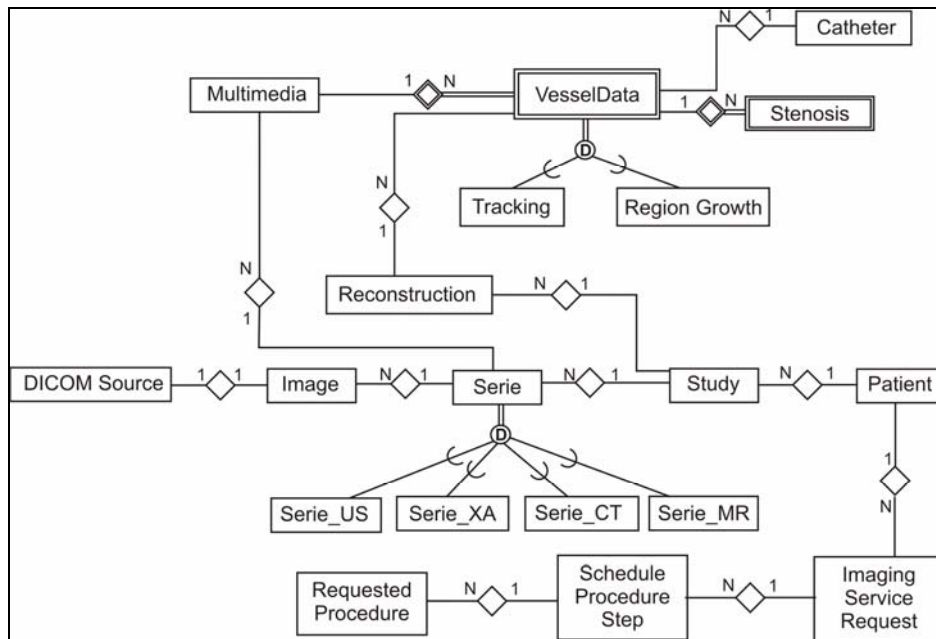 N 1 Catheter
Multimedia 1 N VesselData 1 N Stenosis
D
N
1
Tracking Region Growth
N
1
Reconstruction N 1
DICOM Source 1 1 Image N 1 Serie N 1 Study N 1 Patient
D
1
N
Serie_US Serie_XA Serie_CT Serie_MR
Requested
Procedure
N 1
Schedule
Procedure
Step
N 1
Imaging
Service
Request